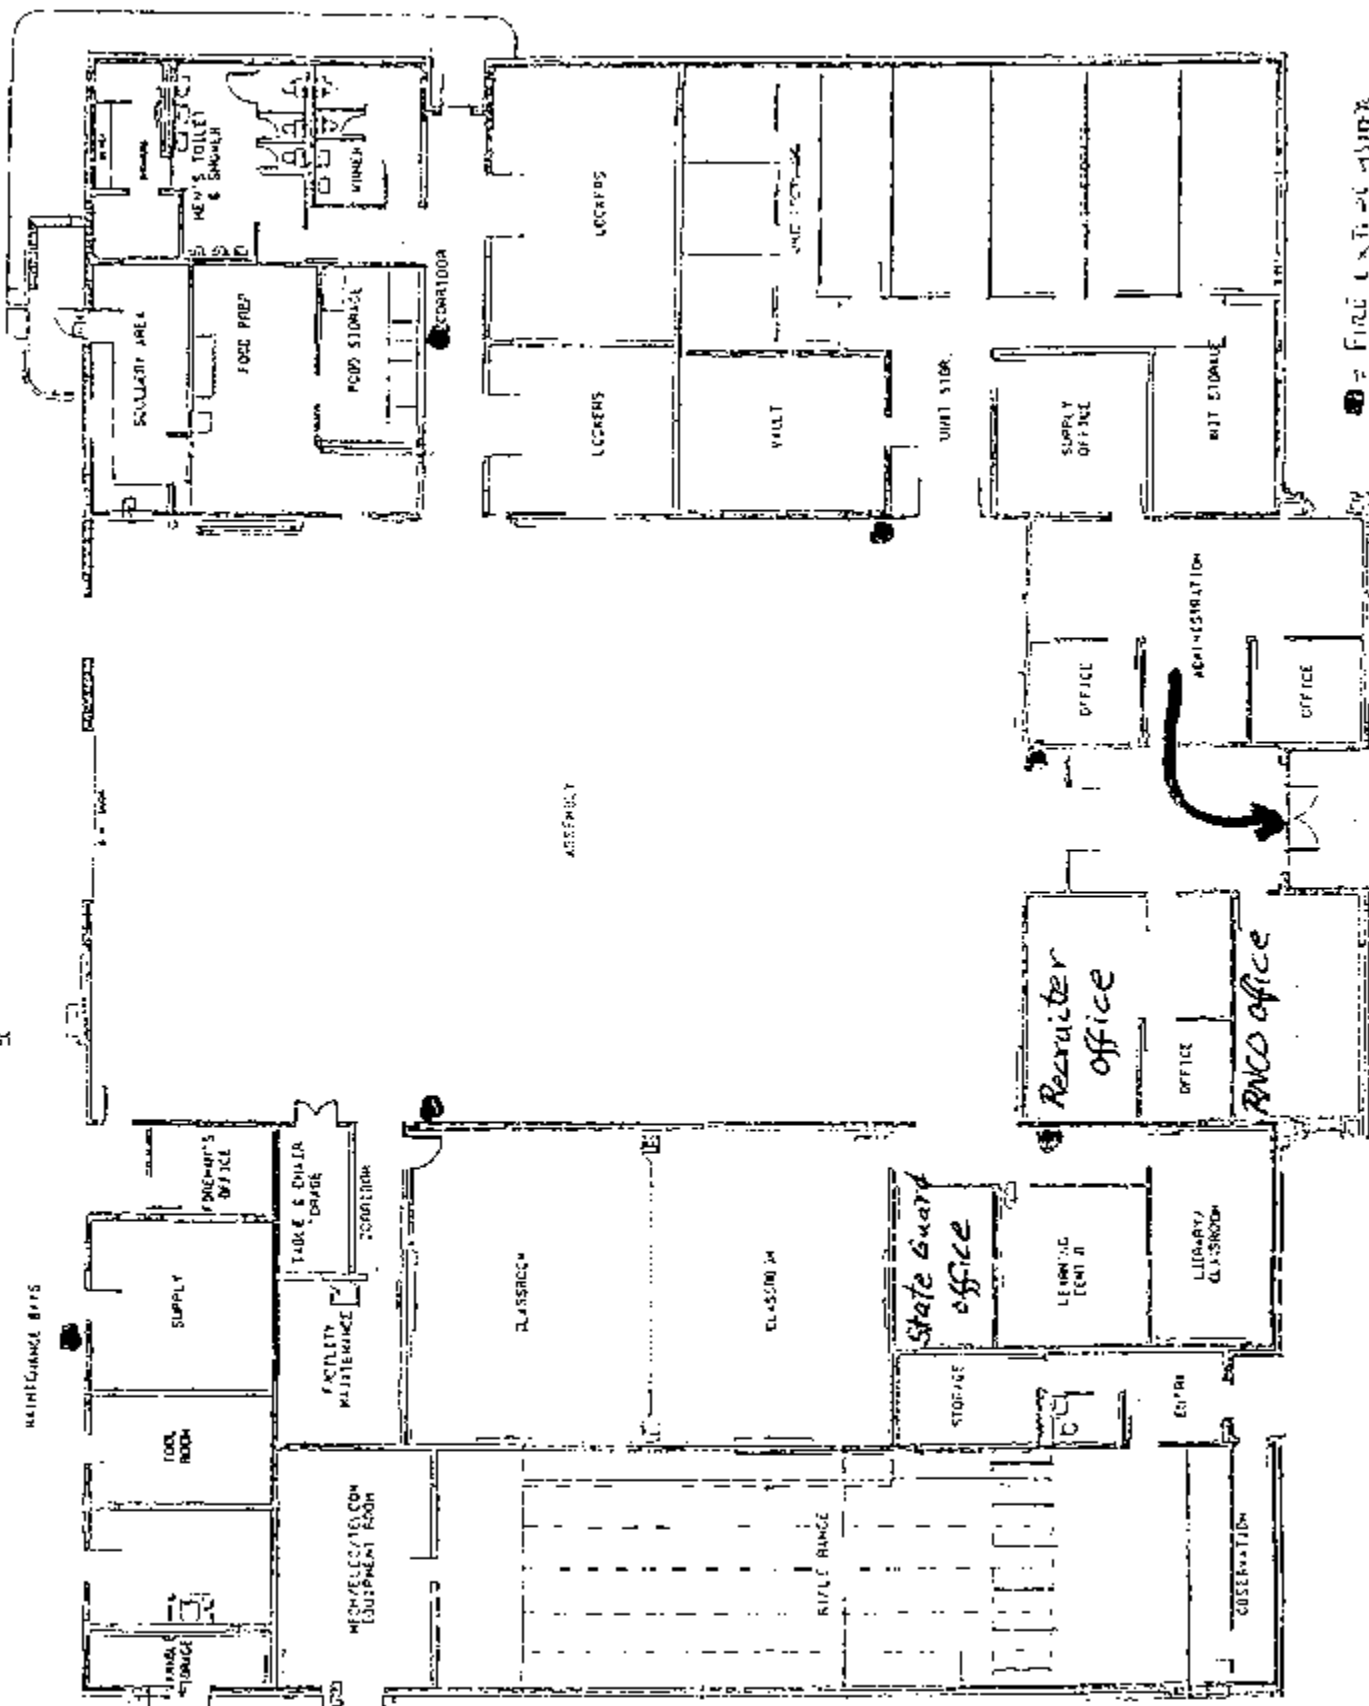 MEN'S TOILET
& SHOWER
WOMEN
SCULLERY AREA
FOOD PREP
FOOD STORAGE
CORRIDOR
LOCKERS
LOCKERS
VAULT
UNIT STOR.
SUPPLY
OFFICE
UNIT STORAGE
ADMINISTRATION
OFFICE
OFFICE
ASSEMBLY
Recruiter
office
OFFICE
RNCO office
FOREMAN'S
OFFICE
TABLE & CHAIR
CORRIDOR
SUPPLY
FACILITY
MAINTENANCE
TOOL
ROOM
CLASSROOM
CLASSROOM
State Guard
office
LEARNING
CENTER
LIBRARY/
CLASSROOM
STORAGE
ENTRY
MECH/ELEC/TELCOM
EQUIPMENT ROOM
RIFLE RANGE
OBSERVATION
MAINTENANCE BAYS
= FIRE EXTINGUISHER